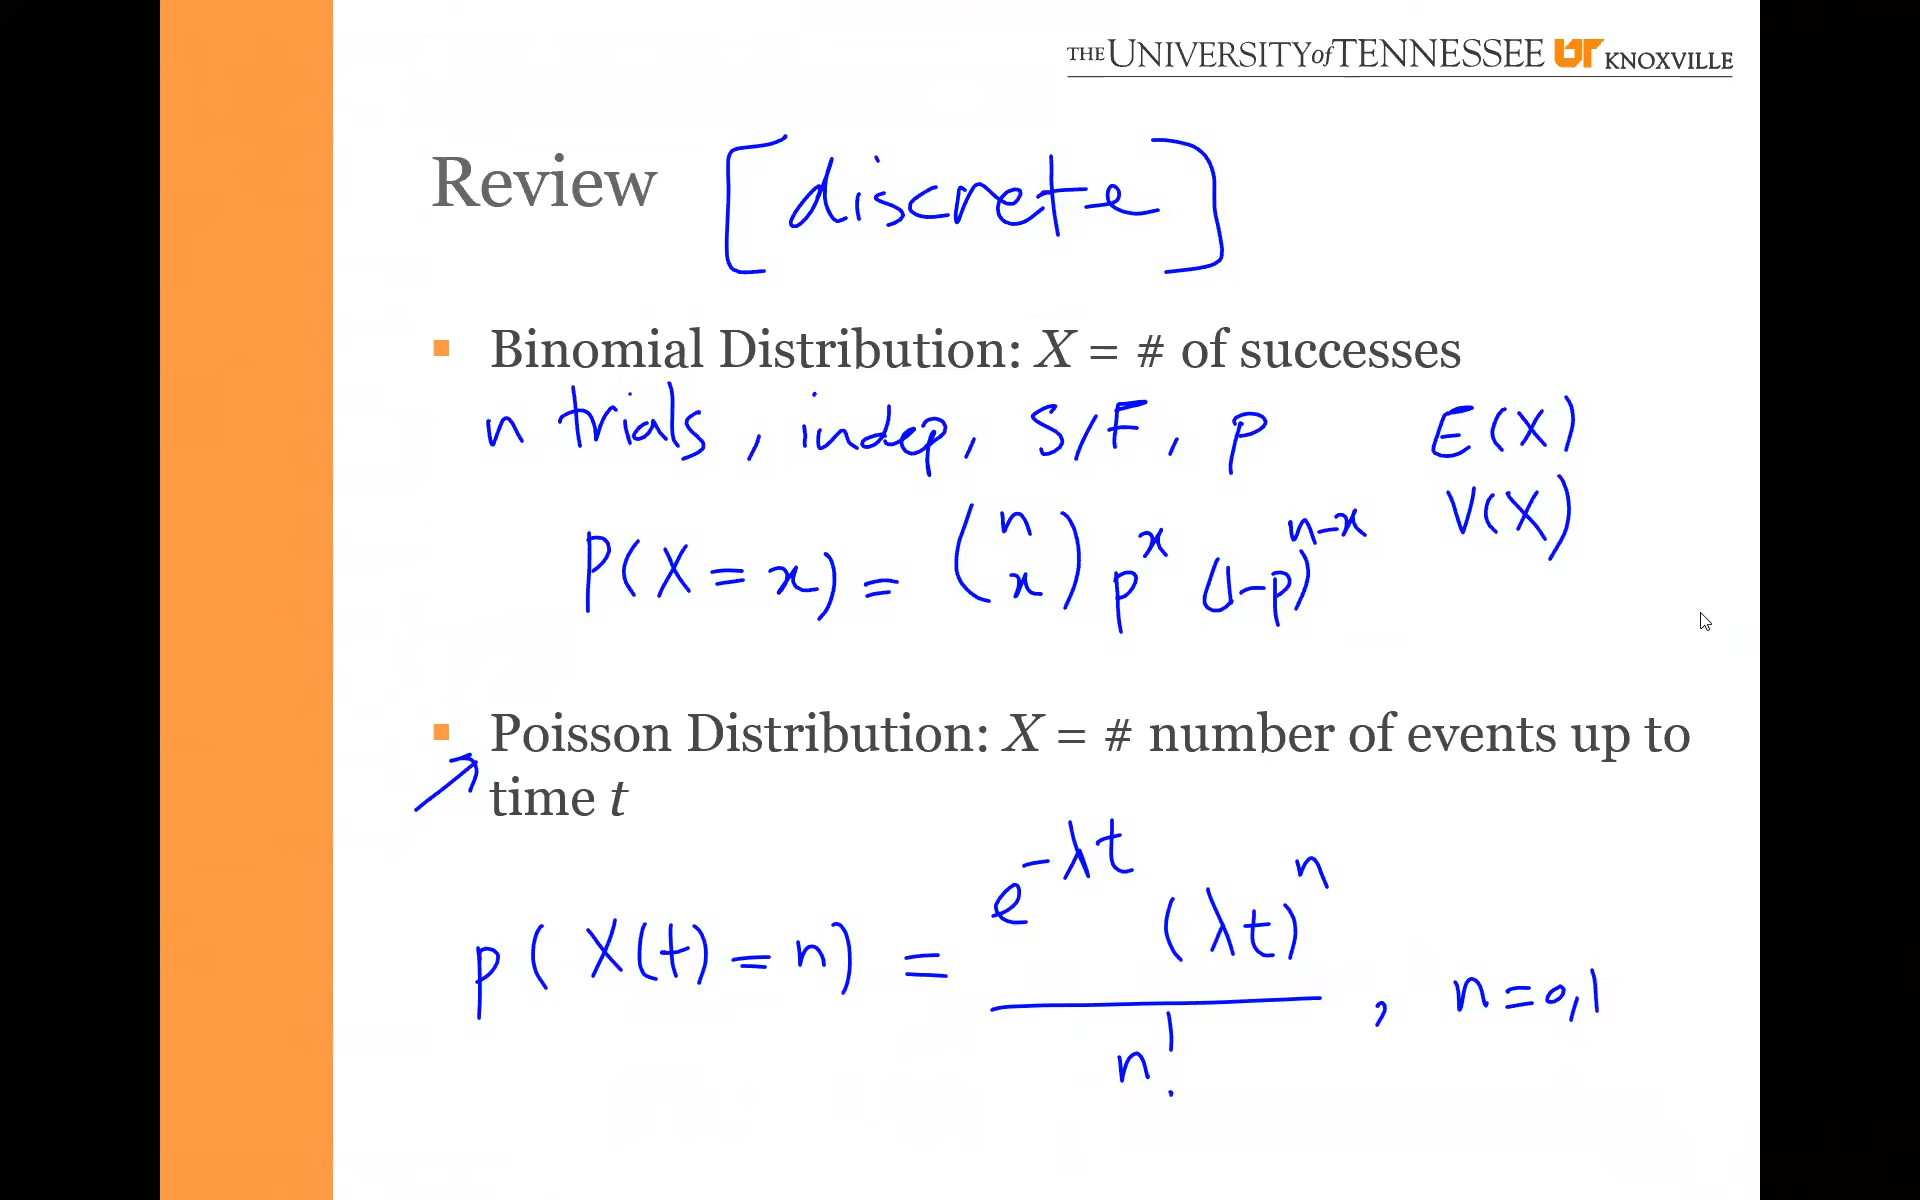 THE UNIVERSITY of TENNESSEE UT KNOXVILLE
Review [discrete]
Binomial Distribution: X = # of successes
n trials, indep, S/F, p E(X)
V(X)
P(X = x) = (n x) p^x (1-p)^n-x
Poisson Distribution: X = # number of events up to
time t
p( X(t) = n) = e^-λt (λt)^n / n! , n = 0,1